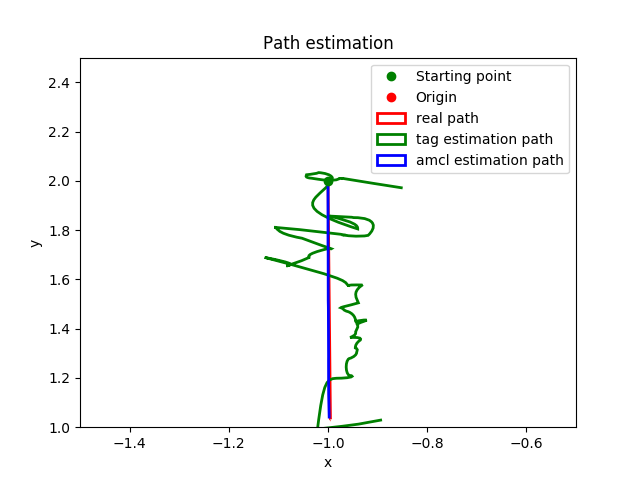 Path estimation
Starting point
Origin
real path
tag estimation path
amcl estimation path
y
2.4
2.2
2.0
1.8
1.6
1.4
1.2
1.0
−1.4
−1.2
−1.0
−0.8
−0.6
x